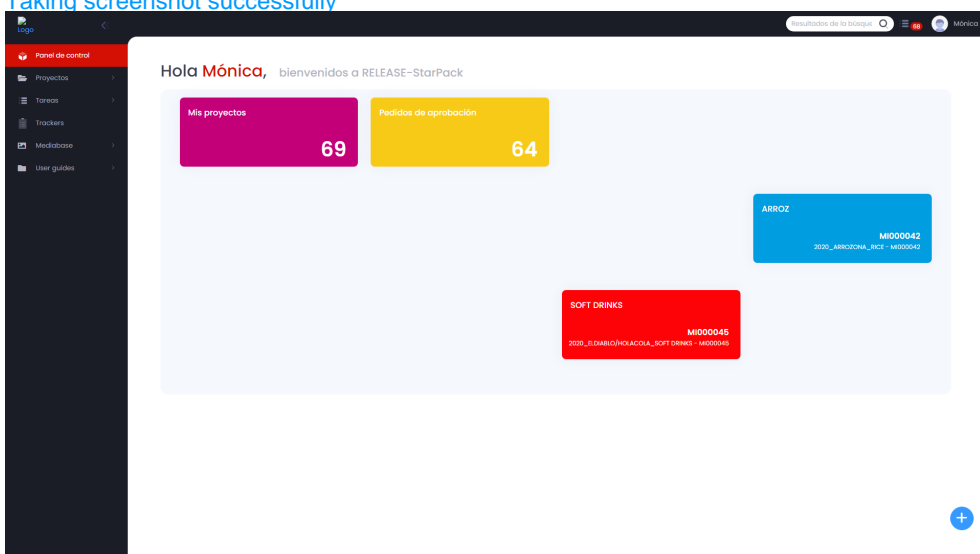 Taking screenshot successfully
Logo
Resultados de la búsque
68
Mónica
Panel de control
Proyectos
Tareas
Trackers
Mediabase
User guides
Hola Mónica, bienvenidos a RELEASE-StarPack
Mis proyectos
69
Pedidos de aprobación
64
ARROZ
MI000042
2020_ARROZONA_RICE - MI000042
SOFT DRINKS
MI000045
2020_ELDIABLO/HOLACOLA_SOFT DRINKS - MI000045